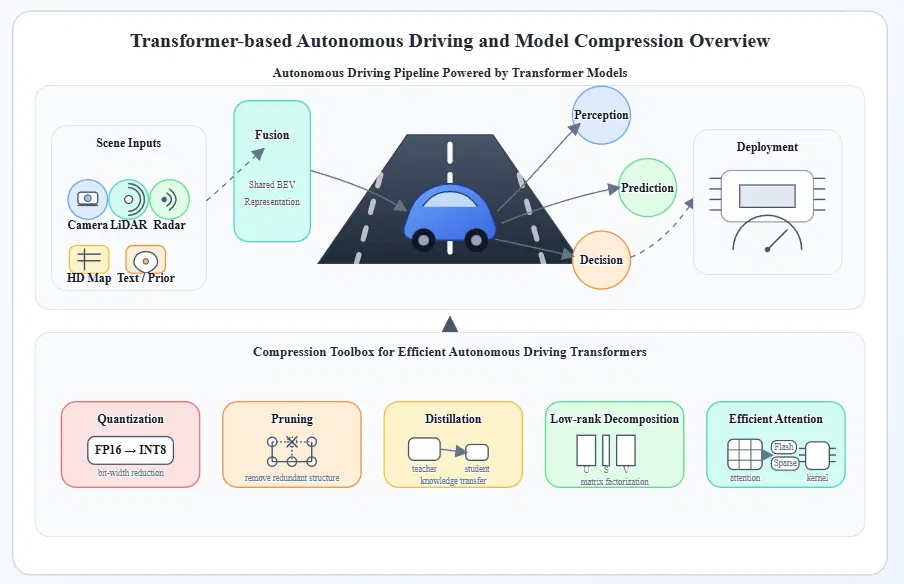 Transformer-based Autonomous Driving and Model Compression Overview
Autonomous Driving Pipeline Powered by Transformer Models
Scene Inputs
Camera
LiDAR
Radar
HD Map
Text / Prior
Fusion
Shared BEV
Representation
Perception
Prediction
Decision
Deployment
Compression Toolbox for Efficient Autonomous Driving Transformers
Quantization
FP16 → INT8
bit-width reduction
Pruning
remove redundant structure
Distillation
teacher
student
knowledge transfer
Low-rank Decomposition
U
S
V
matrix factorization
Efficient Attention
Flash
Sparse
attention
kernel